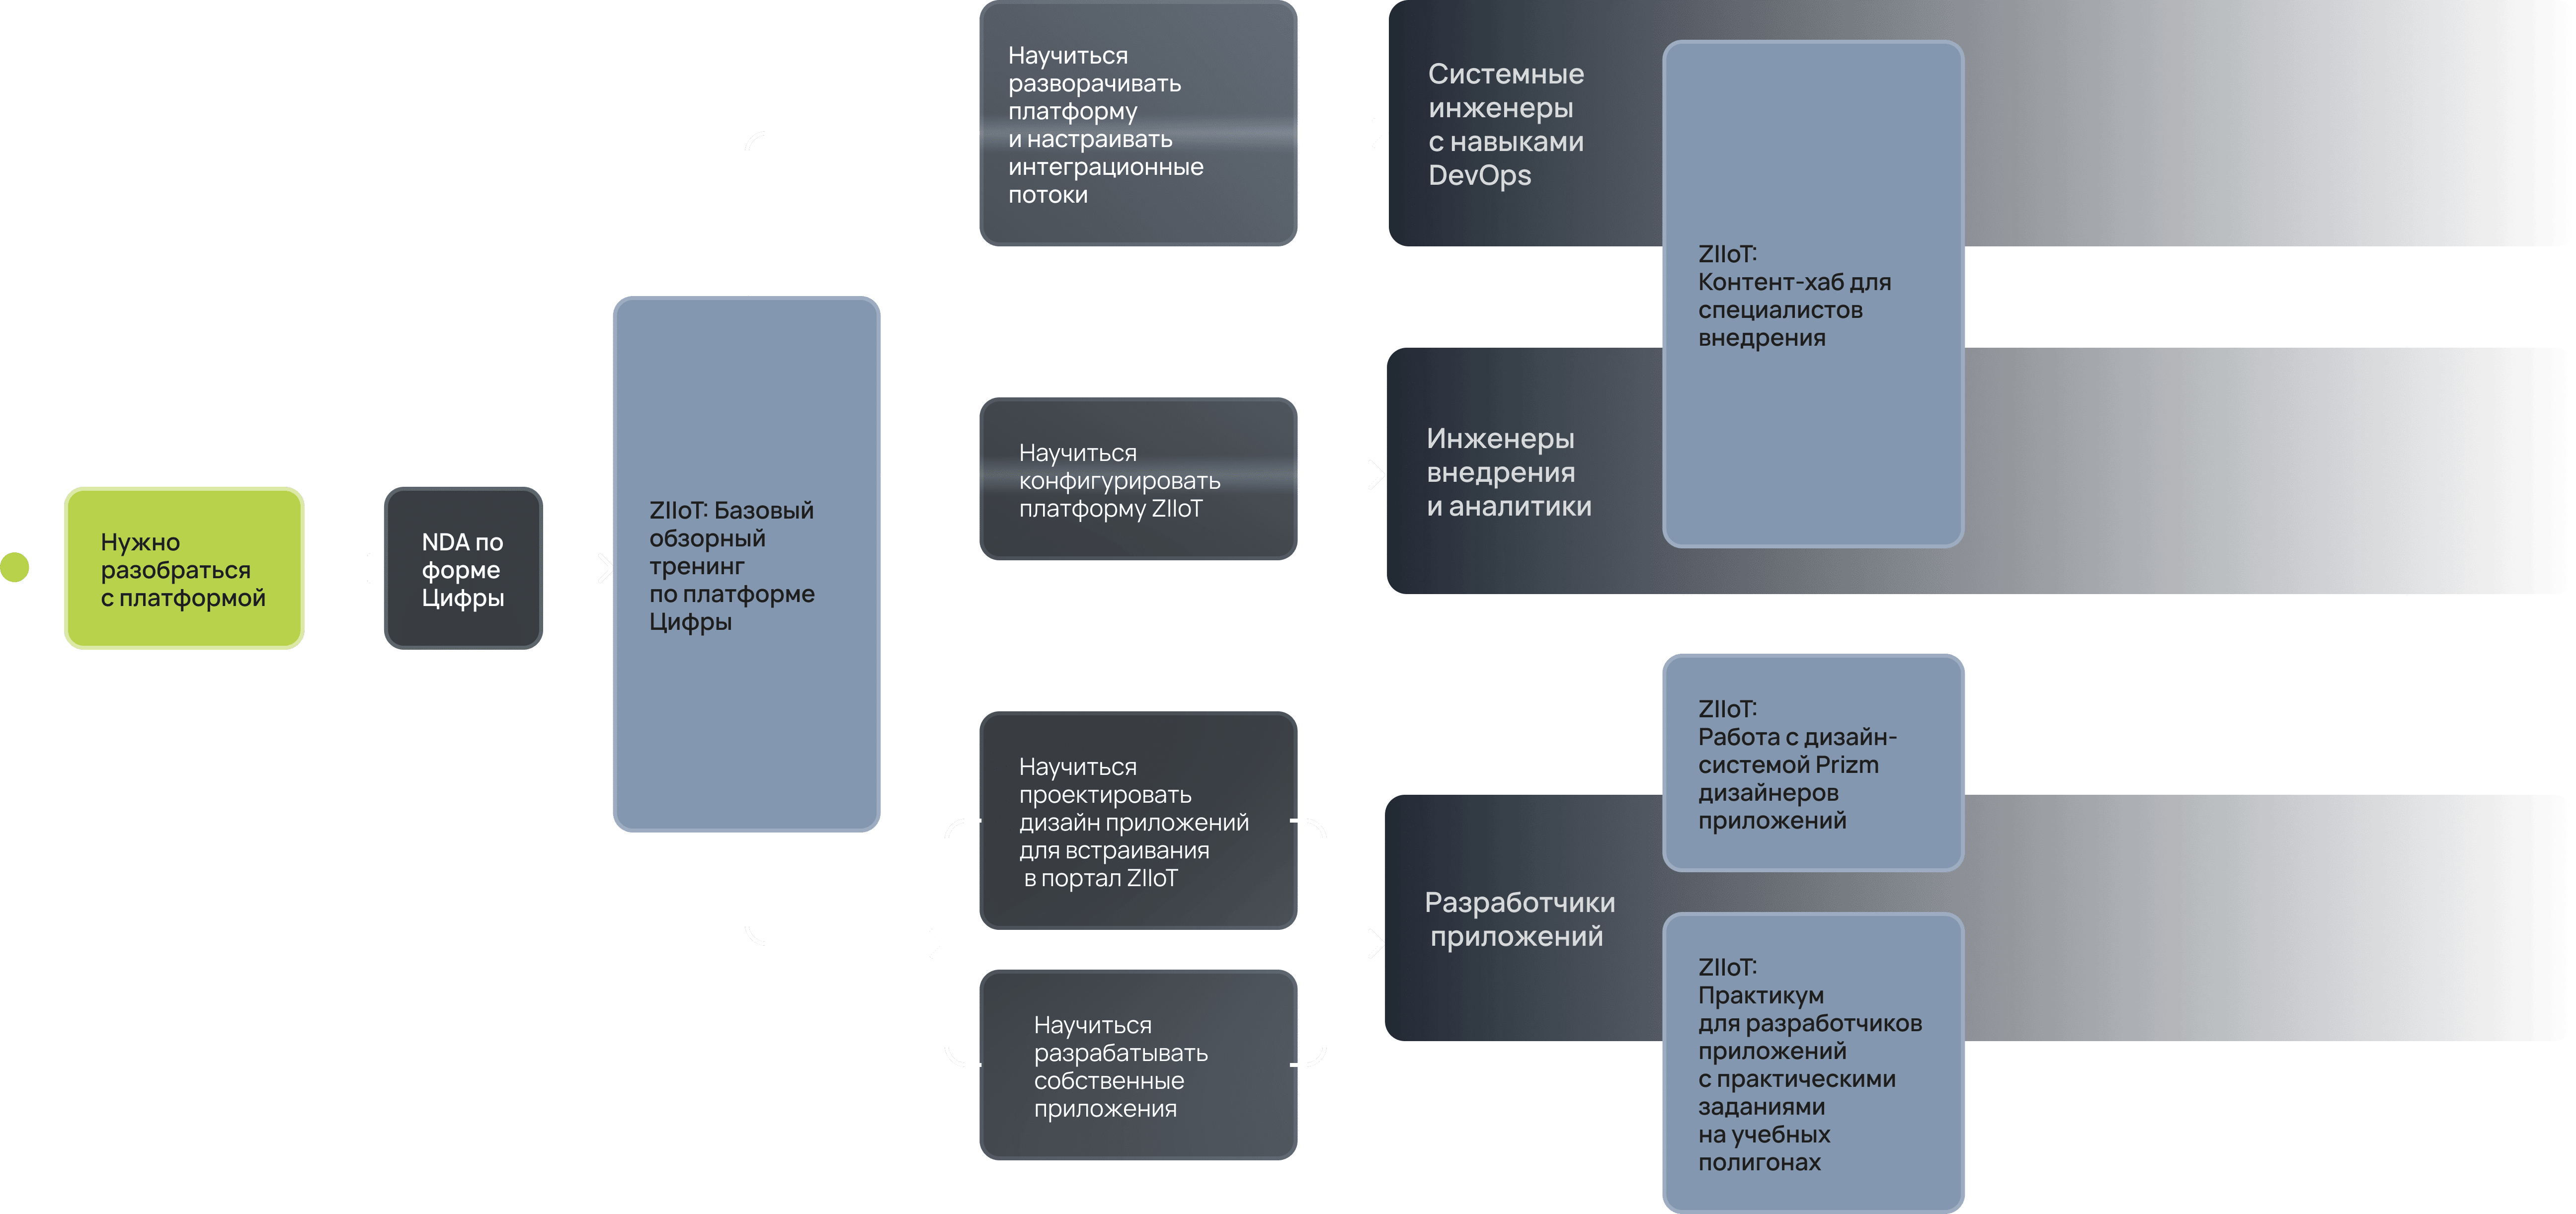 Нужно
разобраться
с платформой
NDA по
форме
Цифры
ZIIoT: Базовый
обзорный
тренинг
по платформе
Цифры
Научиться
разворачивать
платформу
и настраивать
интеграционные
потоки
Системные
инженеры
с навыками
DevOps
ZIIoT:
Контент-хаб для
специалистов
внедрения
Научиться
конфигурировать
платформу ZIIoT
Инженеры
внедрения
и аналитики
Научиться
проектировать
дизайн приложений
для встраивания
в портал ZIIoT
Научиться
разрабатывать
собственные
приложения
Разработчики
приложений
ZIIoT:
Работа с дизайн-
системой Prizm
дизайнеров
приложений
ZIIoT:
Практикум
для разработчиков
приложений
с практическими
заданиями
на учебных
полигонах